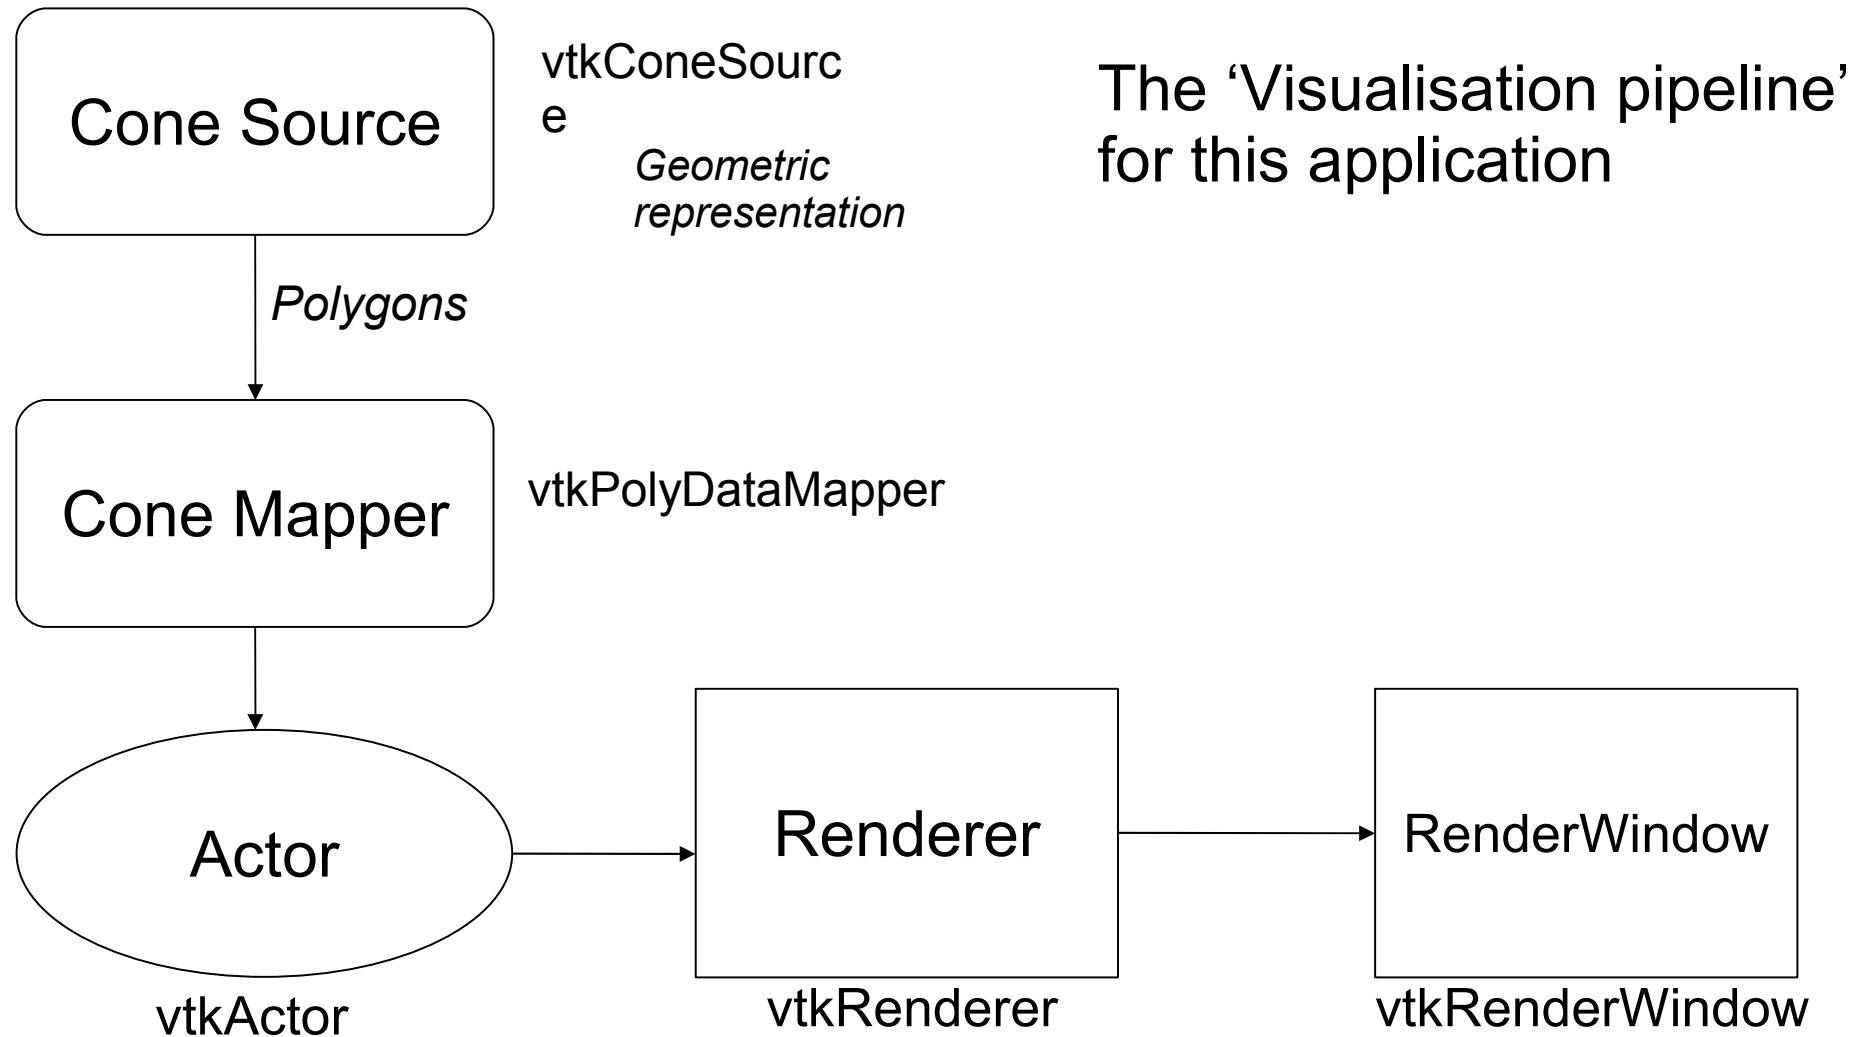 Cone Source
vtkConeSourc
e
Geometric
representation
The ‘Visualisation pipeline’
for this application
Polygons
Cone Mapper
vtkPolyDataMapper
Actor
vtkActor
Renderer
vtkRenderer
RenderWindow
vtkRenderWindow